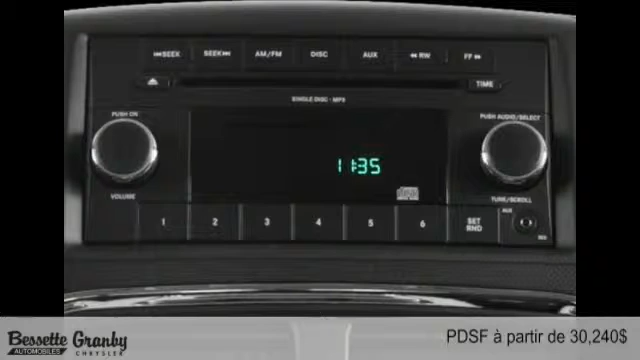 ⏮SEEK SEEK⏭ AM/FM DISC AUX ◀◀ RW FF ▶▶
TIME
SINGLE DISC - MP3
PUSH ON
PUSH AUDIO/SELECT
11:35
VOLUME
TUNE/SCROLL
1 2 3 4 5 6 SET RND
AUX
Bessette Granby
AUTOMOBILES CHRYSLER
PDSF à partir de 30,240$